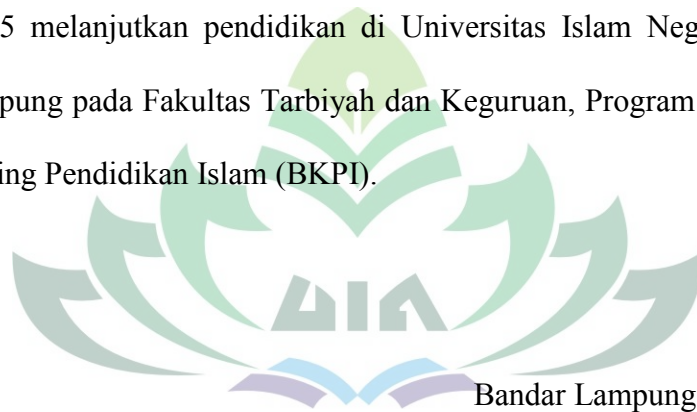 5 melanjutkan pendidikan di Universitas Islam Neg
pung pada Fakultas Tarbiyah dan Keguruan, Program
ing Pendidikan Islam (BKPI).
UIN
Bandar Lampung